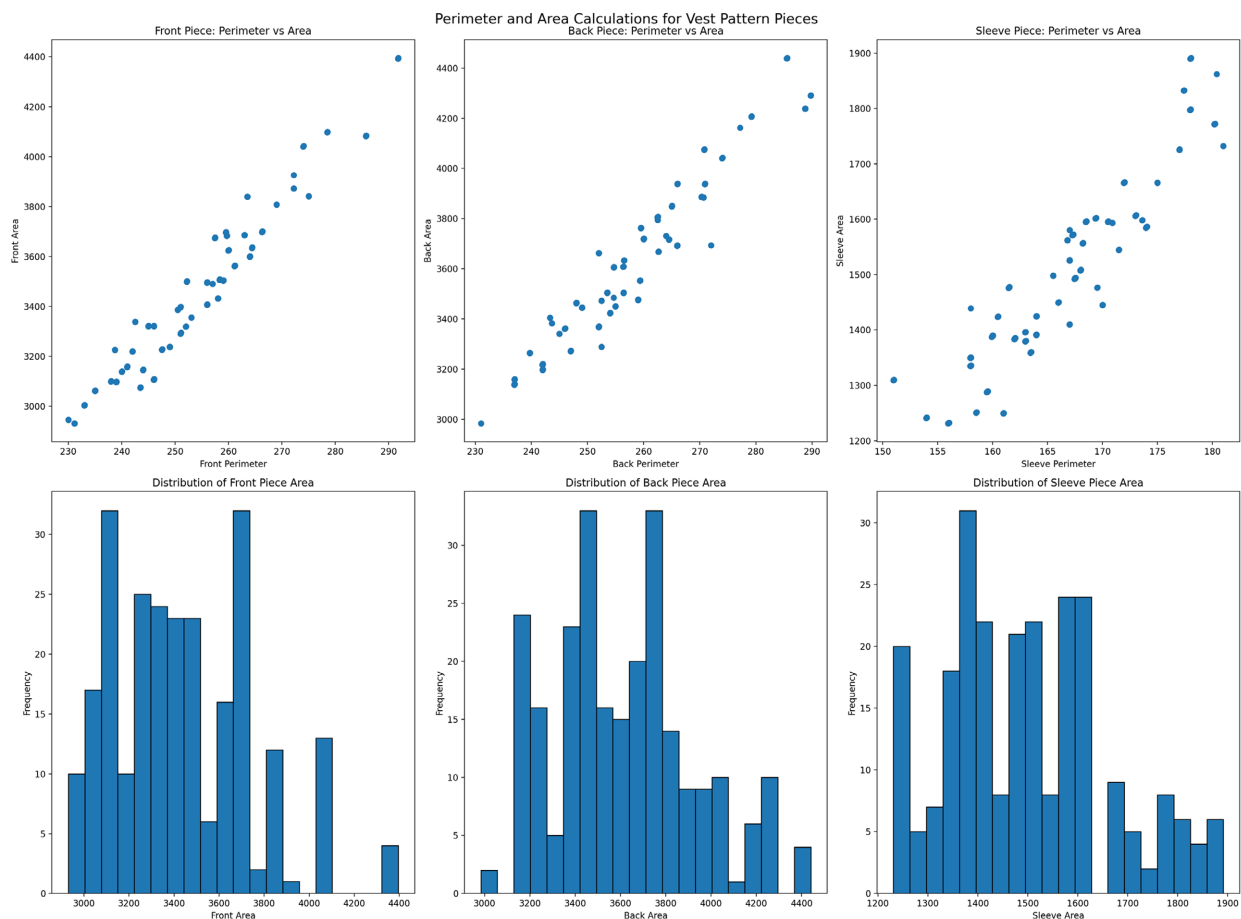 Perimeter and Area Calculations for Vest Pattern Pieces
Front Piece: Perimeter vs Area
Front Area
4400
4200
4000
3800
3600
3400
3200
3000
230 240 250 260 270 280 290
Front Perimeter
Back Piece: Perimeter vs Area
Back Area
4400
4200
4000
3800
3600
3400
3200
3000
230 240 250 260 270 280 290
Back Perimeter
Sleeve Piece: Perimeter vs Area
Sleeve Area
1900
1800
1700
1600
1500
1400
1300
1200
150 155 160 165 170 175 180
Sleeve Perimeter
Distribution of Front Piece Area
Frequency
30
25
20
15
10
5
0
3000 3200 3400 3600 3800 4000 4200 4400
Front Area
Distribution of Back Piece Area
Frequency
30
25
20
15
10
5
0
3000 3200 3400 3600 3800 4000 4200 4400
Back Area
Distribution of Sleeve Piece Area
Frequency
30
25
20
15
10
5
0
1200 1300 1400 1500 1600 1700 1800 1900
Sleeve Area